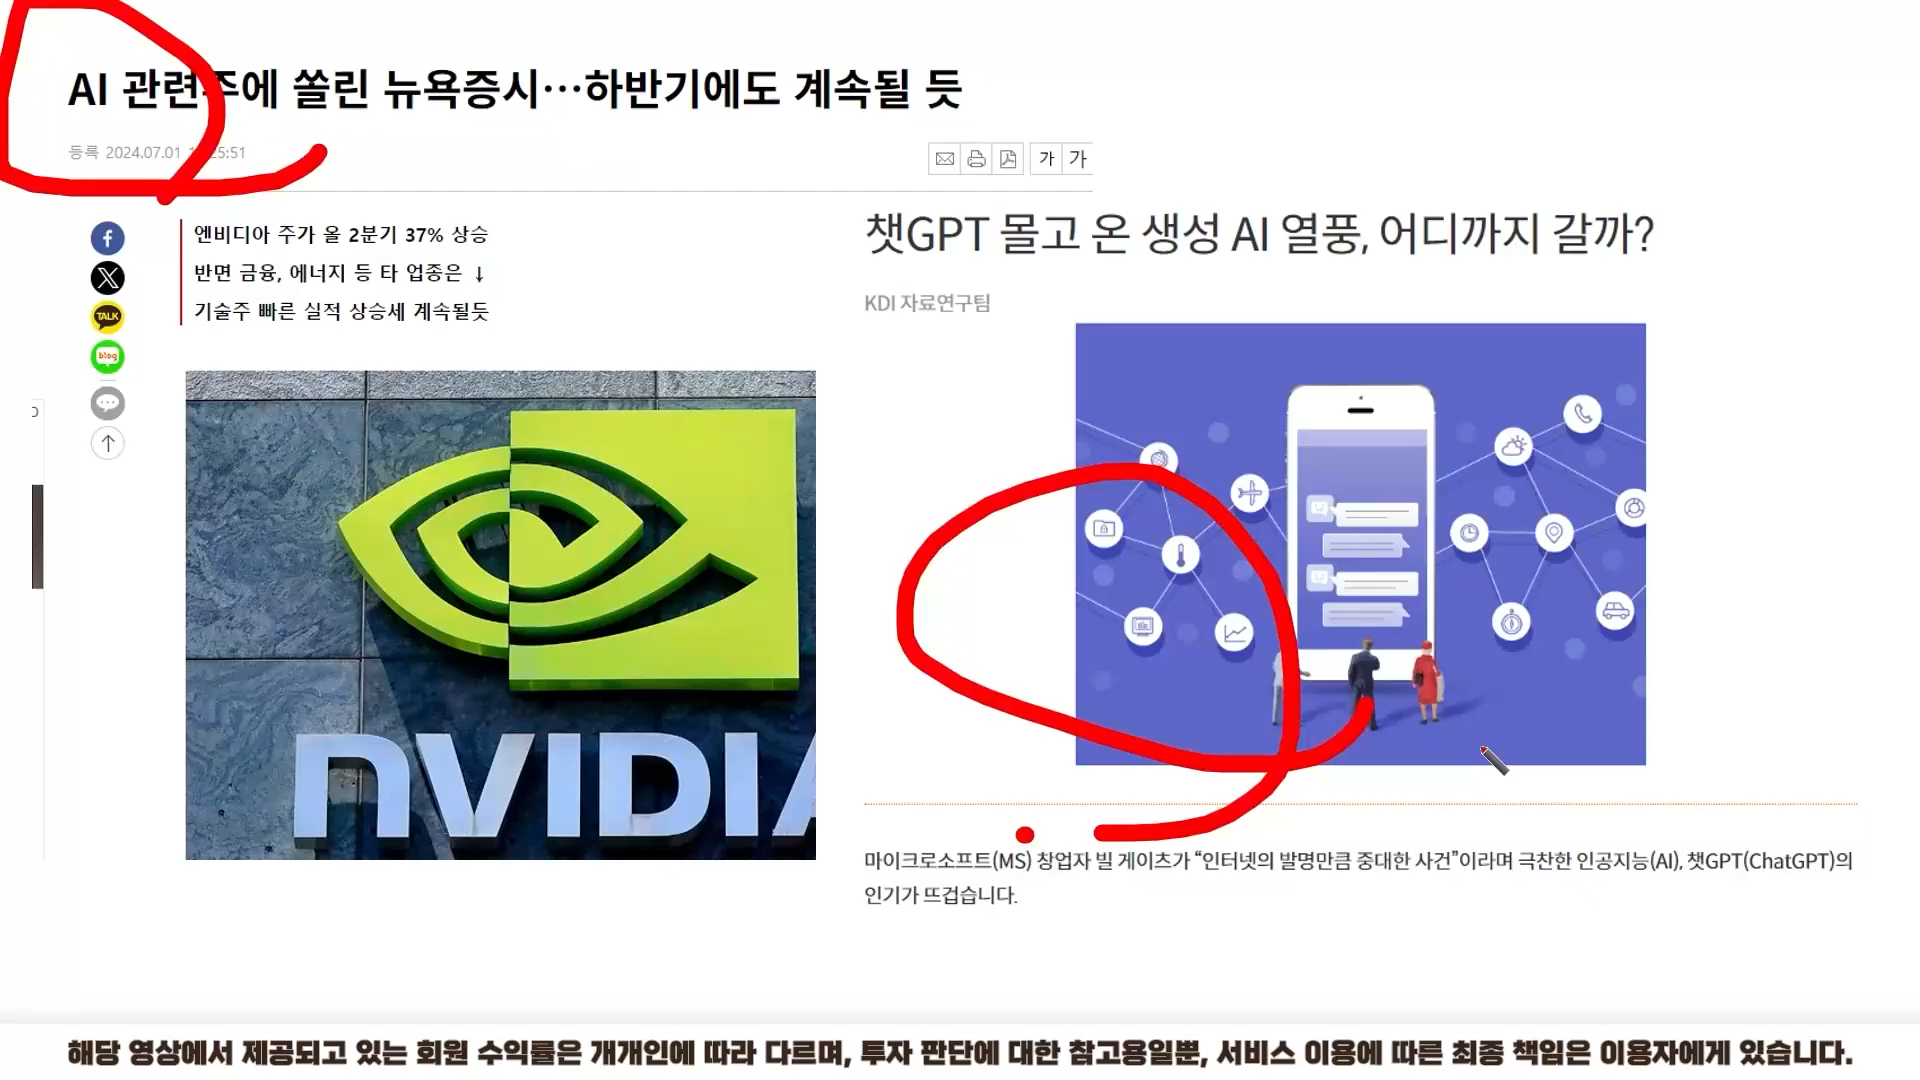 AI 관련주에 쏠린 뉴욕증시…하반기에도 계속될 듯
등록 2024.07.01
가 가
엔비디아 주가 올 2분기 37% 상승
반면 금융, 에너지 등 타 업종은 ↓
기술주 빠른 실적 상승세 계속될듯
TALK
blog
NVIDIA
챗GPT 몰고 온 생성 AI 열풍, 어디까지 갈까?
KDI 자료연구팀
마이크로소프트(MS) 창업자 빌 게이츠가 “인터넷의 발명만큼 중대한 사건”이라며 극찬한 인공지능(AI), 챗GPT(ChatGPT)의
인기가 뜨겁습니다.
해당 영상에서 제공되고 있는 회원 수익률은 개개인에 따라 다르며, 투자 판단에 대한 참고용일뿐, 서비스 이용에 따른 최종 책임은 이용자에게 있습니다.